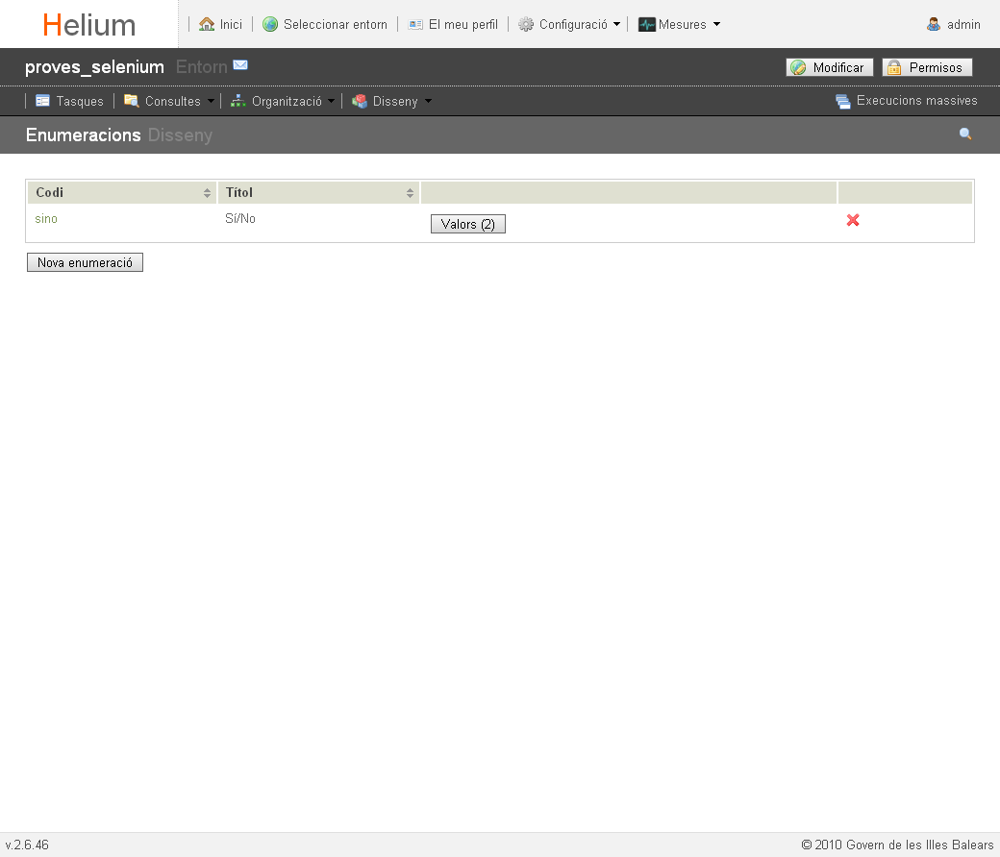 Helium Inici Seleccionar entorn El meu perfil Configuració Mesures admin
proves_selenium Entorn Modificar Permisos
Tasques Consultes Organització Disseny Execucions massives
Enumeracions Disseny
Codi Títol
sino Sí/No Valors (2)
Nova enumeració
v.2.6.46 © 2010 Govern de les Illes Balears